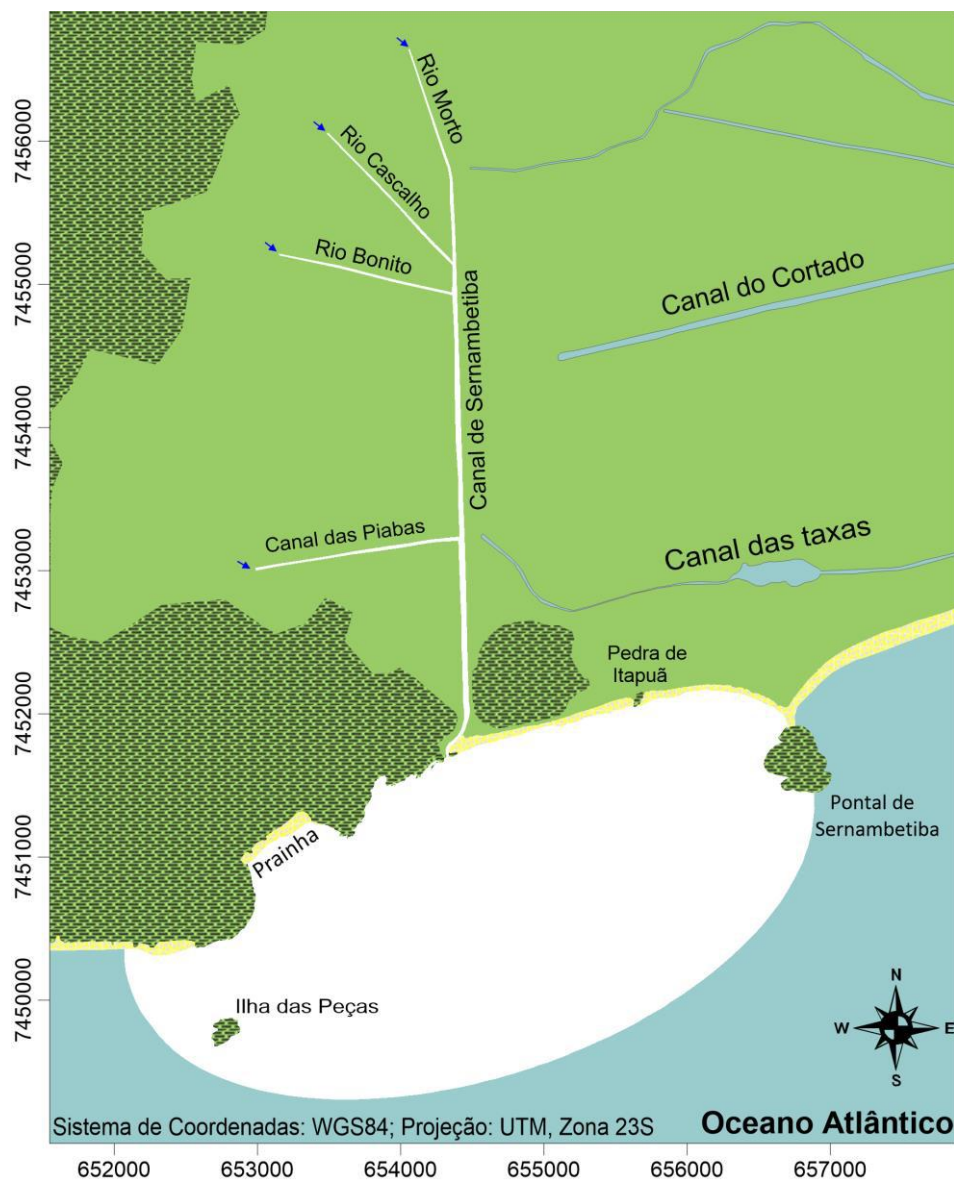 Rio Morto
Rio Cascalho
Rio Bonito
Canal de Sernambetiba
Canal do Cortado
Canal das Piabas
Canal das taxas
Pedra de
Itapuã
Pontal de
Sernambetiba
Prainha
Ilha das Peças
N
W
E
S
Sistema de Coordenadas: WGS84; Projeção: UTM, Zona 23S
Oceano Atlântico
7456000
7455000
7454000
7453000
7452000
7451000
7450000
652000
653000
654000
655000
656000
657000